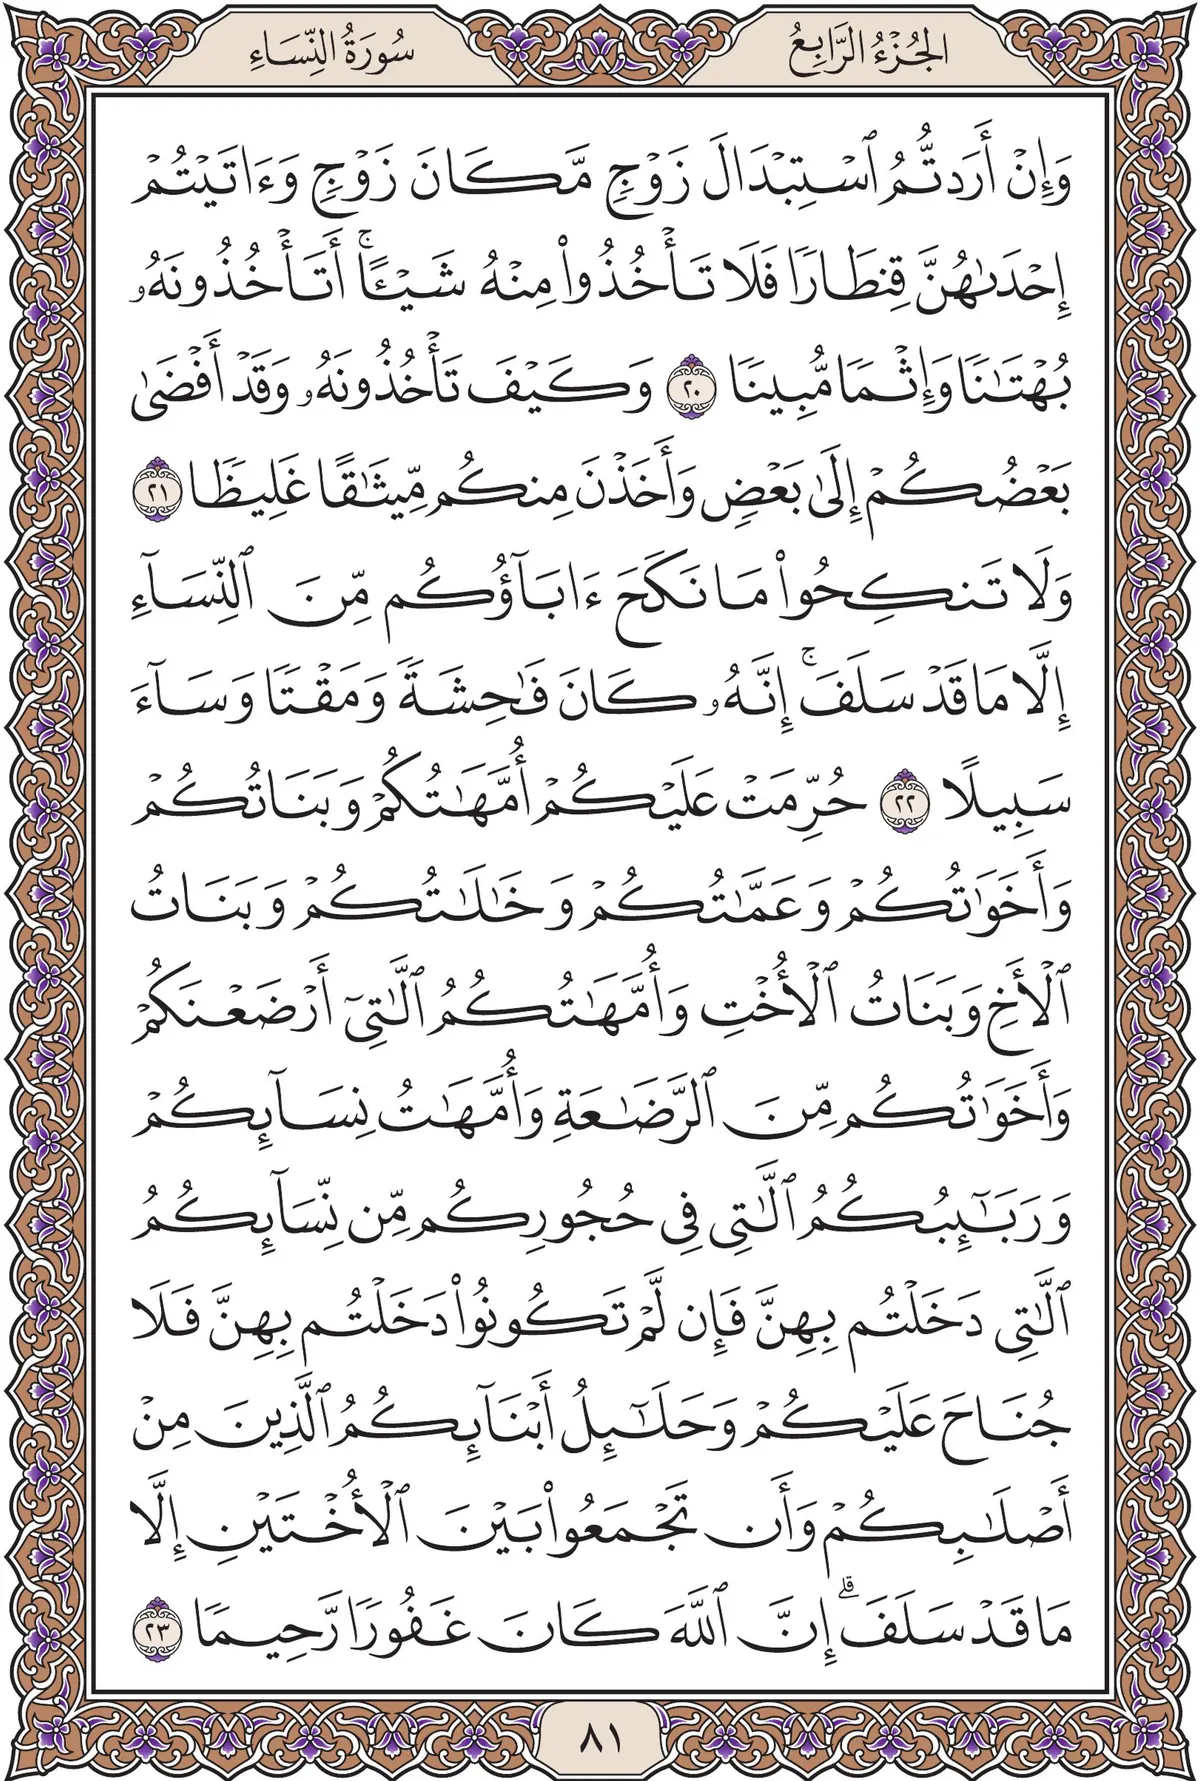 الجُزْءُ الرَّابِعُ
سُورَةُ النِّسَاءِ
وَإِنْ أَرَدتُّمُ ٱسْتِبْدَالَ زَوْجٍ مَّكَانَ زَوْجٍ وَءَاتَيْتُمْ
إِحْدَىٰهُنَّ قِنطَارًا فَلَا تَأْخُذُوا۟ مِنْهُ شَيْـًٔا ۚ أَتَأْخُذُونَهُۥ
بُهْتَـٰنًا وَإِثْمًا مُّبِينًا ٢٠ وَكَيْفَ تَأْخُذُونَهُۥ وَقَدْ أَفْضَىٰ
بَعْضُكُمْ إِلَىٰ بَعْضٍ وَأَخَذْنَ مِنكُم مِّيثَـٰقًا غَلِيظًا ٢١
وَلَا تَنكِحُوا۟ مَا نَكَحَ ءَابَآؤُكُم مِّنَ ٱلنِّسَآءِ
إِلَّا مَا قَدْ سَلَفَ ۚ إِنَّهُۥ كَانَ فَـٰحِشَةً وَمَقْتًا وَسَآءَ
سَبِيلًا ٢٢ حُرِّمَتْ عَلَيْكُمْ أُمَّهَـٰتُكُمْ وَبَنَاتُكُمْ
وَأَخَوَٰتُكُمْ وَعَمَّـٰتُكُمْ وَخَـٰلَـٰتُكُمْ وَبَنَاتُ
ٱلْأَخِ وَبَنَاتُ ٱلْأُخْتِ وَأُمَّهَـٰتُكُمُ ٱلَّـٰتِىٓ أَرْضَعْنَكُمْ
وَأَخَوَٰتُكُم مِّنَ ٱلرَّضَـٰعَةِ وَأُمَّهَـٰتُ نِسَآئِكُمْ
وَرَبَـٰٓئِبُكُمُ ٱلَّـٰتِى فِى حُجُورِكُم مِّن نِّسَآئِكُمُ
ٱلَّـٰتِى دَخَلْتُم بِهِنَّ فَإِن لَّمْ تَكُونُوا۟ دَخَلْتُم بِهِنَّ فَلَا
جُنَاحَ عَلَيْكُمْ وَحَلَـٰٓئِلُ أَبْنَآئِكُمُ ٱلَّذِينَ مِنْ
أَصْلَـٰبِكُمْ وَأَن تَجْمَعُوا۟ بَيْنَ ٱلْأُخْتَيْنِ إِلَّا
مَا قَدْ سَلَفَ ۗ إِنَّ ٱللَّهَ كَانَ غَفُورًا رَّحِيمًا ٢٣
٨١